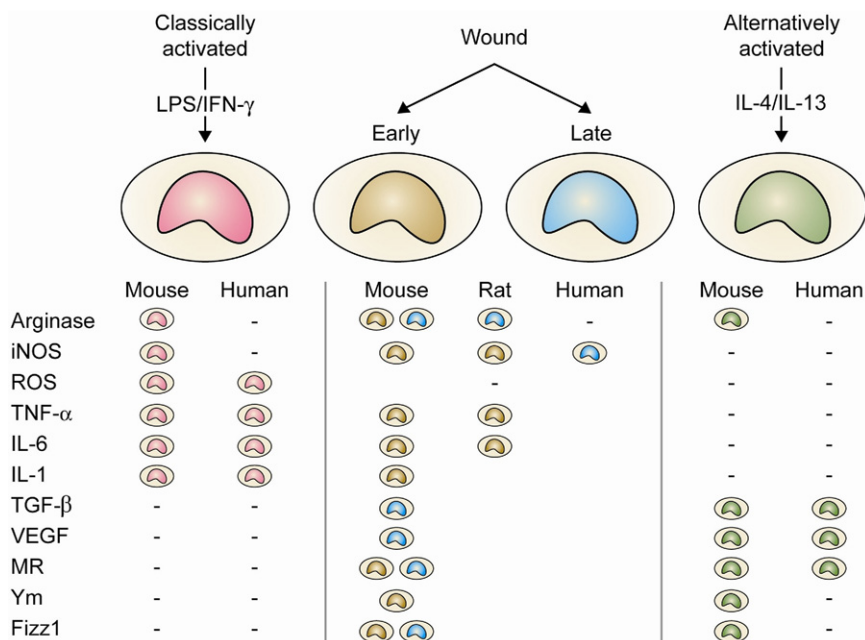 Classically
activated
Wound
Alternatively
activated
LPS/IFN-γ
IL-4/IL-13
Early
Late
Mouse Human Mouse Rat Human Mouse Human
Arginase - - -
iNOS - - -
ROS - - -
TNF-α - -
IL-6 - -
IL-1 - -
TGF-β - -
VEGF - -
MR - -
Ym - - -
Fizz1 - - -